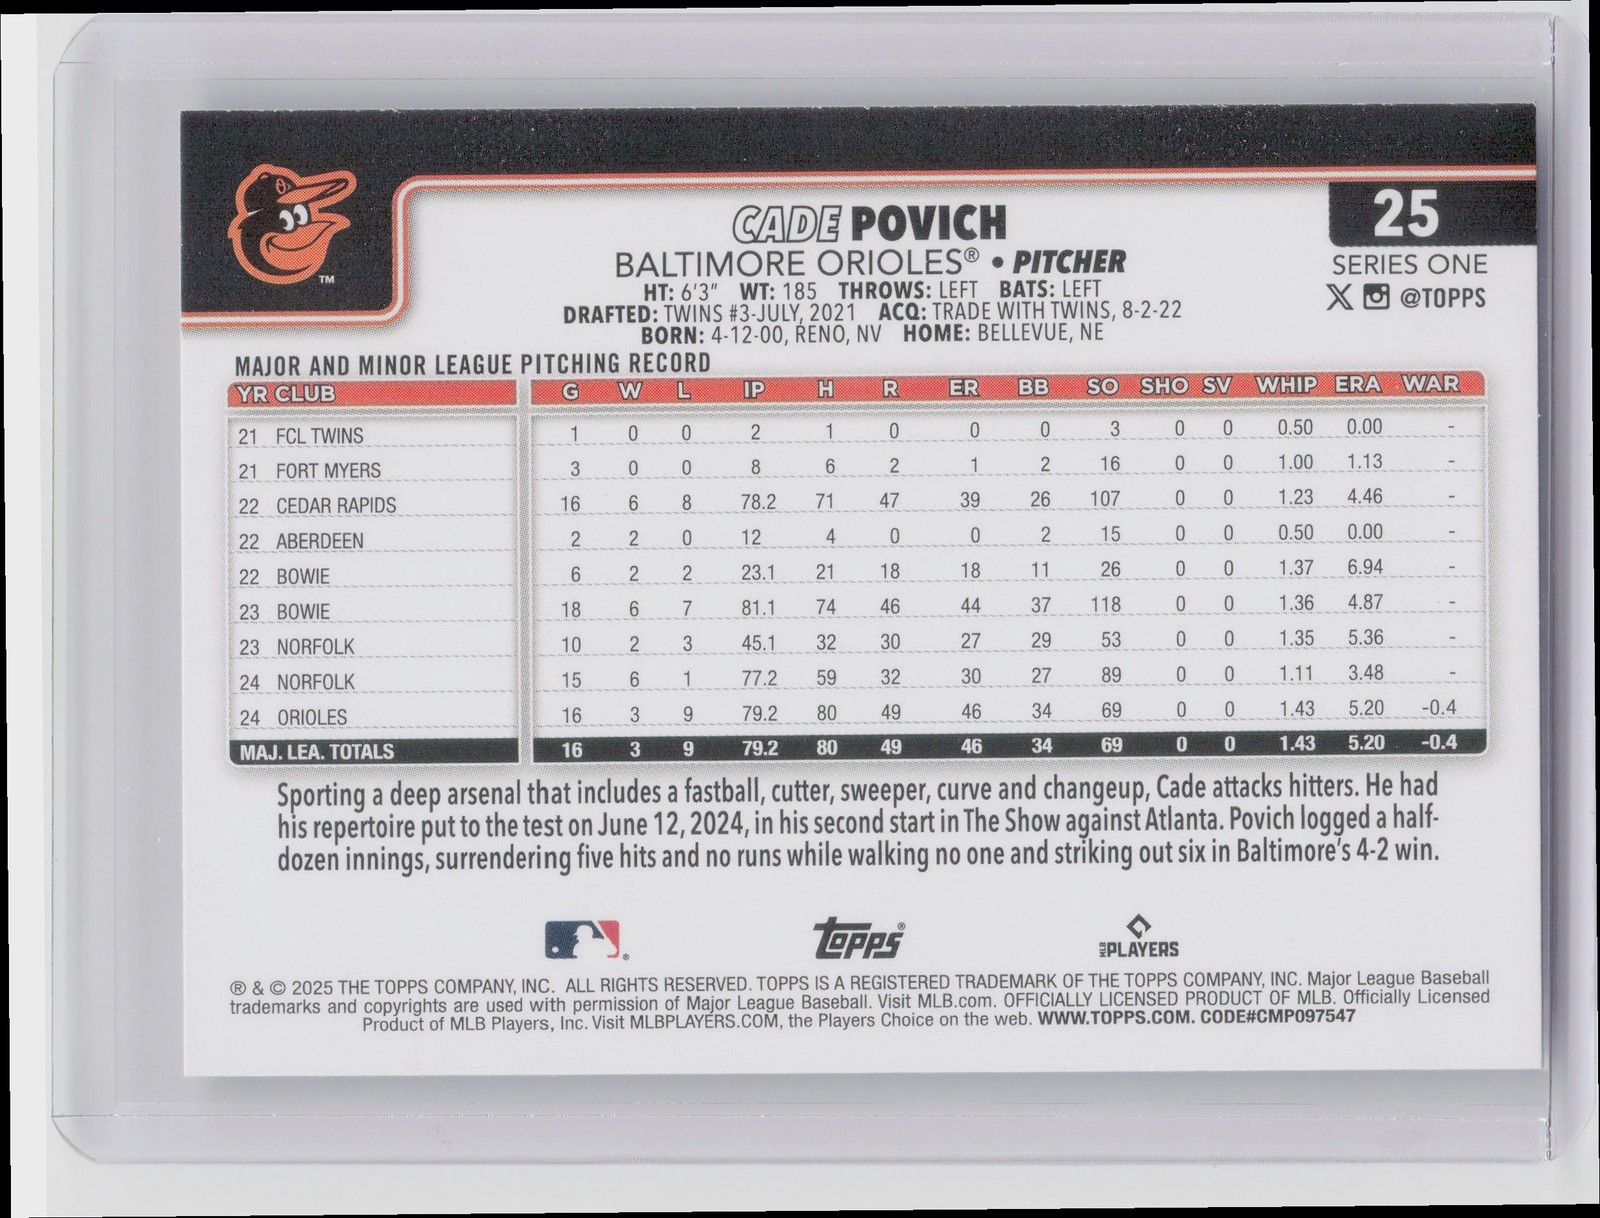 25
SERIES ONE
@TOPPS
CADE POVICH
BALTIMORE ORIOLES® • PITCHER
HT: 6'3" WT: 185 THROWS: LEFT BATS: LEFT
DRAFTED: TWINS #3-JULY, 2021 ACQ: TRADE WITH TWINS, 8-2-22
BORN: 4-12-00, RENO, NV HOME: BELLEVUE, NE
TM
MAJOR AND MINOR LEAGUE PITCHING RECORD
YR CLUB G W L IP H R ER BB SO SHO SV WHIP ERA WAR
21 FCL TWINS 1 0 0 2 1 0 0 0 3 0 0 0.50 0.00 -
21 FORT MYERS 3 0 0 8 6 2 1 2 16 0 0 1.00 1.13 -
22 CEDAR RAPIDS 16 6 8 78.2 71 47 39 26 107 0 0 1.23 4.46 -
22 ABERDEEN 2 2 0 12 4 0 0 2 15 0 0 0.50 0.00 -
22 BOWIE 6 2 2 23.1 21 18 18 11 26 0 0 1.37 6.94 -
23 BOWIE 18 6 7 81.1 74 46 44 37 118 0 0 1.36 4.87 -
23 NORFOLK 10 2 3 45.1 32 30 27 29 53 0 0 1.35 5.36 -
24 NORFOLK 15 6 1 77.2 59 32 30 27 89 0 0 1.11 3.48 -
24 ORIOLES 16 3 9 79.2 80 49 46 34 69 0 0 1.43 5.20 -0.4
MAJ. LEA. TOTALS 16 3 9 79.2 80 49 46 34 69 0 0 1.43 5.20 -0.4
Sporting a deep arsenal that includes a fastball, cutter, sweeper, curve and changeup, Cade attacks hitters. He had
his repertoire put to the test on June 12, 2024, in his second start in The Show against Atlanta. Povich logged a half-
dozen innings, surrendering five hits and no runs while walking no one and striking out six in Baltimore's 4-2 win.
®
TOPPS®
MLB PLAYERS
® & © 2025 THE TOPPS COMPANY, INC. ALL RIGHTS RESERVED. TOPPS IS A REGISTERED TRADEMARK OF THE TOPPS COMPANY, INC. Major League Baseball
trademarks and copyrights are used with permission of Major League Baseball. Visit MLB.com. OFFICIALLY LICENSED PRODUCT OF MLB. Officially Licensed
Product of MLB Players, Inc. Visit MLBPLAYERS.COM, the Players Choice on the web. WWW.TOPPS.COM. CODE#CMP097547